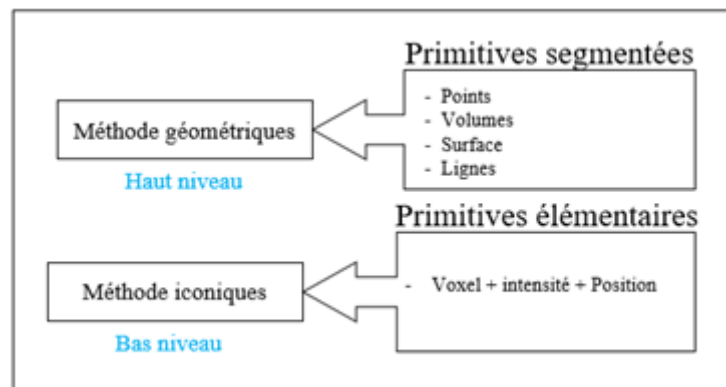 Primitives segmentées
- Points
- Volumes
- Surface
- Lignes
Méthode géométriques
Haut niveau
Primitives élémentaires
- Voxel + intensité + Position
Méthode iconiques
Bas niveau